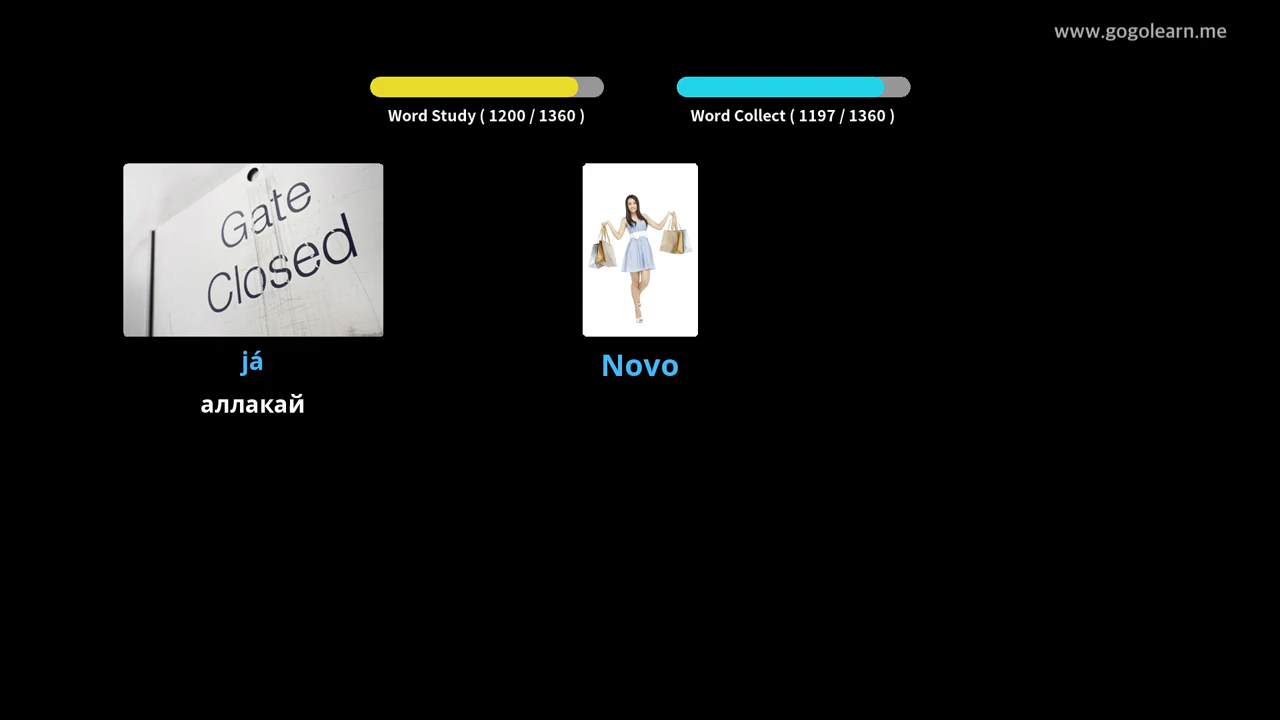 www.gogolearn.me
Word Study ( 1200 / 1360 )
Word Collect ( 1197 / 1360 )
Gate
Closed
já
аллакай
Novo